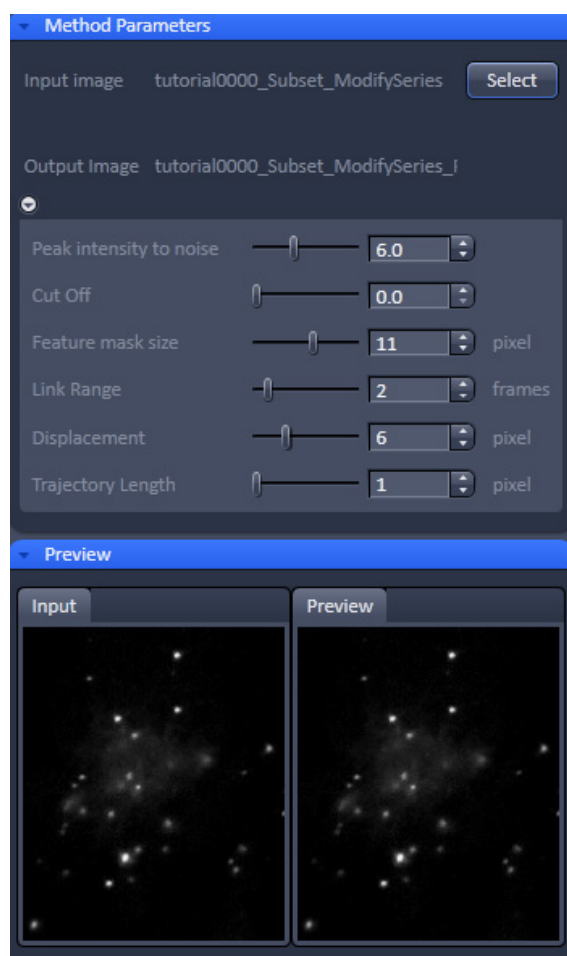 Method Parameters
Input image tutorial0000_Subset_ModifySeries Select
Output Image tutorial0000_Subset_ModifySeries_
Peak intensity to noise 6.0
Cut Off 0.0
Feature mask size 11 pixel
Link Range 2 frames
Displacement 6 pixel
Trajectory Length 1 pixel
Preview
Input Preview